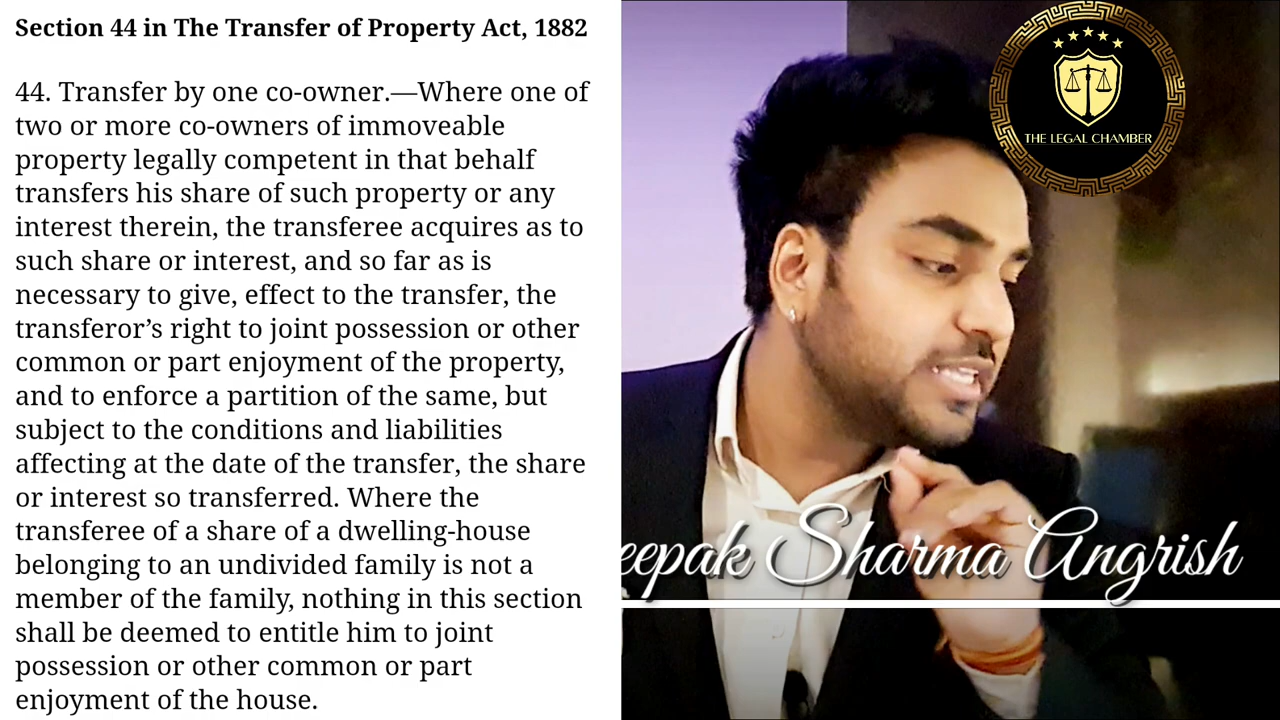 Section 44 in The Transfer of Property Act, 1882
44. Transfer by one co-owner.—Where one of
two or more co-owners of immoveable
property legally competent in that behalf
transfers his share of such property or any
interest therein, the transferee acquires as to
such share or interest, and so far as is
necessary to give, effect to the transfer, the
transferor’s right to joint possession or other
common or part enjoyment of the property,
and to enforce a partition of the same, but
subject to the conditions and liabilities
affecting at the date of the transfer, the share
or interest so transferred. Where the
transferee of a share of a dwelling-house
belonging to an undivided family is not a
member of the family, nothing in this section
shall be deemed to entitle him to joint
possession or other common or part
enjoyment of the house.
THE LEGAL CHAMBER
eepak Sharma Angrish